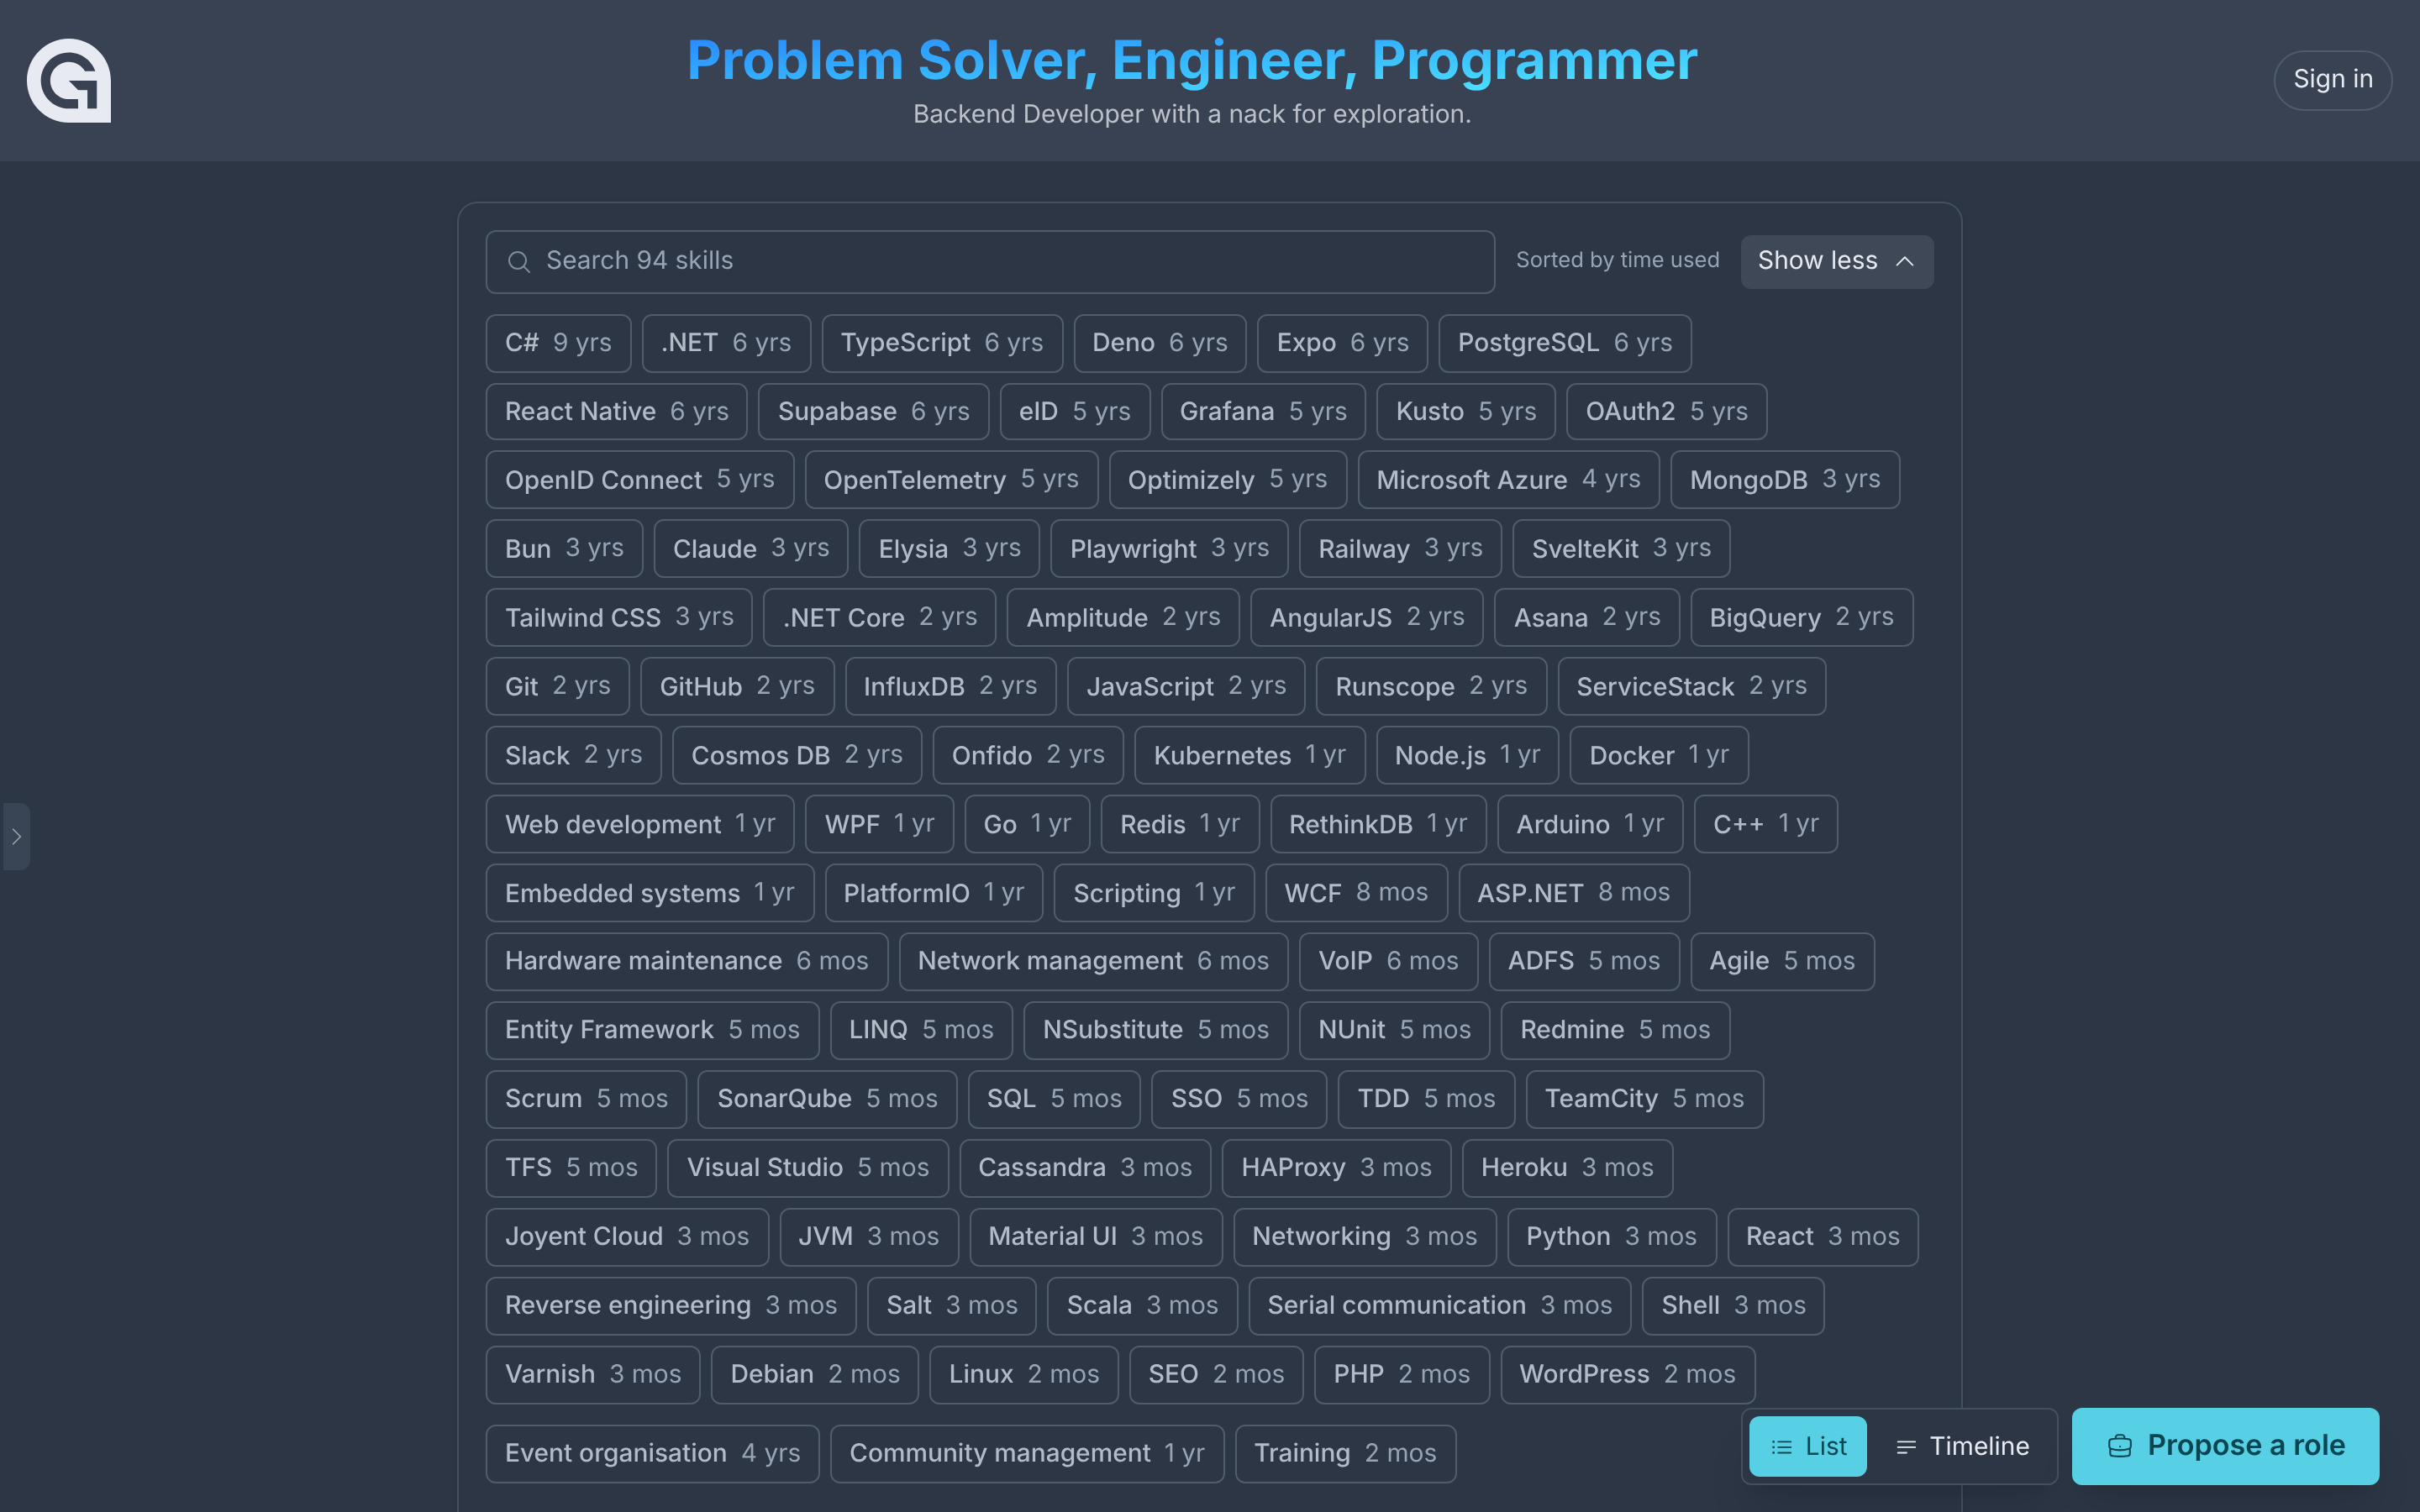 Problem Solver, Engineer, Programmer
Backend Developer with a nack for exploration.
Sign in
Search 94 skills Sorted by time used Show less
C# 9 yrs .NET 6 yrs TypeScript 6 yrs Deno 6 yrs Expo 6 yrs PostgreSQL 6 yrs
React Native 6 yrs Supabase 6 yrs eID 5 yrs Grafana 5 yrs Kusto 5 yrs OAuth2 5 yrs
OpenID Connect 5 yrs OpenTelemetry 5 yrs Optimizely 5 yrs Microsoft Azure 4 yrs MongoDB 3 yrs
Bun 3 yrs Claude 3 yrs Elysia 3 yrs Playwright 3 yrs Railway 3 yrs SvelteKit 3 yrs
Tailwind CSS 3 yrs .NET Core 2 yrs Amplitude 2 yrs AngularJS 2 yrs Asana 2 yrs BigQuery 2 yrs
Git 2 yrs GitHub 2 yrs InfluxDB 2 yrs JavaScript 2 yrs Runscope 2 yrs ServiceStack 2 yrs
Slack 2 yrs Cosmos DB 2 yrs Onfido 2 yrs Kubernetes 1 yr Node.js 1 yr Docker 1 yr
Web development 1 yr WPF 1 yr Go 1 yr Redis 1 yr RethinkDB 1 yr Arduino 1 yr C++ 1 yr
Embedded systems 1 yr PlatformIO 1 yr Scripting 1 yr WCF 8 mos ASP.NET 8 mos
Hardware maintenance 6 mos Network management 6 mos VoIP 6 mos ADFS 5 mos Agile 5 mos
Entity Framework 5 mos LINQ 5 mos NSubstitute 5 mos NUnit 5 mos Redmine 5 mos
Scrum 5 mos SonarQube 5 mos SQL 5 mos SSO 5 mos TDD 5 mos TeamCity 5 mos
TFS 5 mos Visual Studio 5 mos Cassandra 3 mos HAProxy 3 mos Heroku 3 mos
Joyent Cloud 3 mos JVM 3 mos Material UI 3 mos Networking 3 mos Python 3 mos React 3 mos
Reverse engineering 3 mos Salt 3 mos Scala 3 mos Serial communication 3 mos Shell 3 mos
Varnish 3 mos Debian 2 mos Linux 2 mos SEO 2 mos PHP 2 mos WordPress 2 mos
Event organisation 4 yrs Community management 1 yr Training 2 mos
List Timeline Propose a role